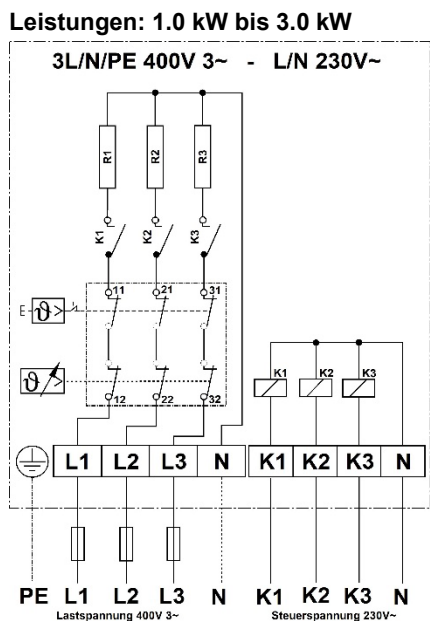 Leistungen: 1.0 kW bis 3.0 kW
3L/N/PE 400V 3~ - L/N 230V~
R1 R2 R3
K1 K2 K3
11 21 31
E ϑ
ϑ
12 22 32
K1 K2 K3
L1 L2 L3 N K1 K2 K3 N
PE L1 L2 L3 N K1 K2 K3 N
Lastspannung 400V 3~ Steuerspannung 230V~